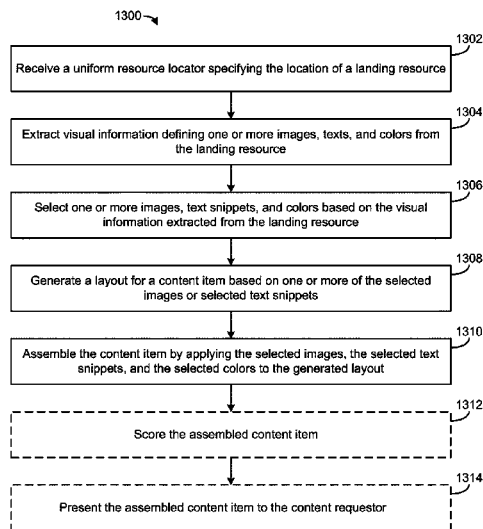 1300
1302
Receive a uniform resource locator specifying the location of a landing resource
1304
Extract visual information defining one or more images, texts, and colors from
the landing resource
1306
Select one or more images, text snippets, and colors based on the visual
information extracted from the landing resource
1308
Generate a layout for a content item based on one or more of the selected
images or selected text snippets
1310
Assemble the content item by applying the selected images, the selected text
snippets, and the selected colors to the generated layout
1312
Score the assembled content item
1314
Present the assembled content item to the content requestor